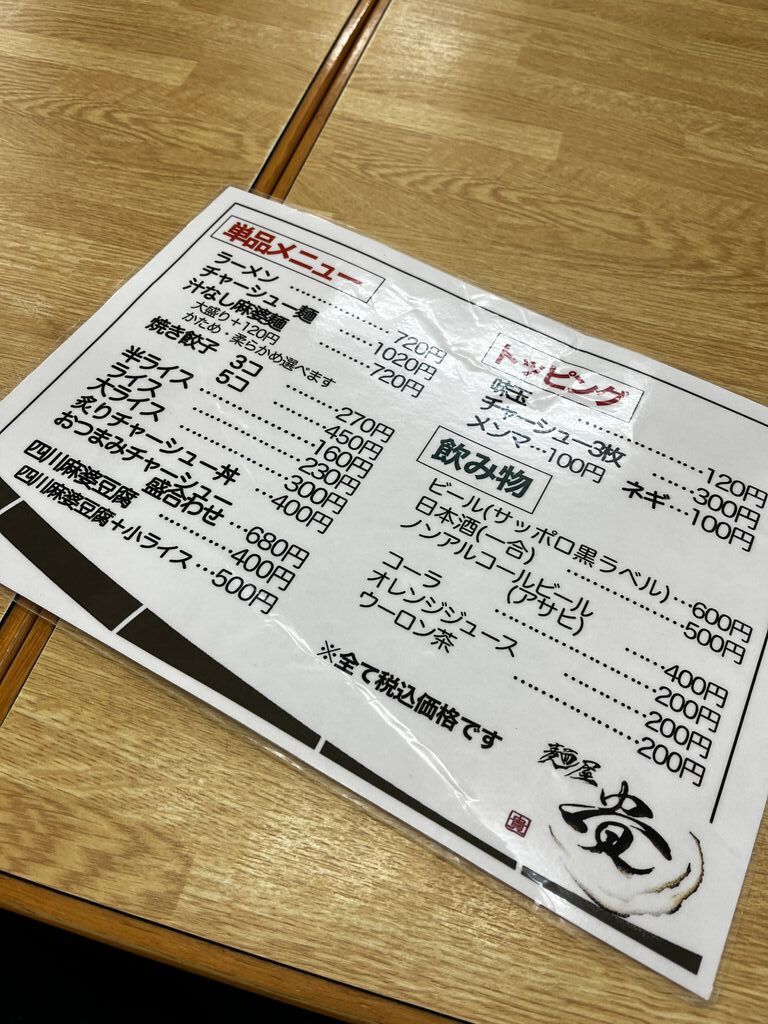 単品メニュー
ラーメン……………720円
チャーシュー麺……1020円
汁なし麻婆麺………720円
大盛り+120円
かため・柔らかめ選べます
焼き餃子 3コ………270円
5コ………450円
半ライス……………160円
ライス………………230円
大ライス……………300円
炙りチャーシュー丼…400円
おつまみチャーシュー
盛合わせ…680円
四川麻婆豆腐………400円
四川麻婆豆腐+小ライス…500円
トッピング
味玉…………………120円
チャーシュー3枚……300円
メンマ…100円 ネギ…100円
飲み物
ビール(サッポロ黒ラベル)…600円
日本酒(一合)…………500円
ノンアルコールビール
(アサヒ)……400円
コーラ………………200円
オレンジジュース……200円
ウーロン茶…………200円
※全て税込価格です
麺屋
貴
貴